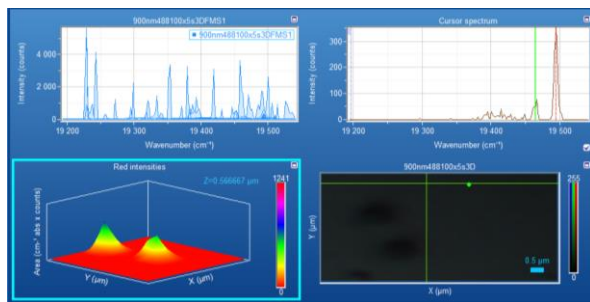 900nm488100x5s3DFMS1
900nm488100x5s3DFMS1
Intensity (counts)
4 000
2 000
0
19 200
19 300
19 400
19 500
Wavenumber (cm⁻¹)
Cursor spectrum
Intensity (counts)
300
200
100
0
19 200
19 300
19 400
19 500
Wavenumber (cm⁻¹)
Red intensities
Z=0.566667 µm
1241
0
Area (cm⁻¹ abs x counts)
Y (µm)
X (µm)
900nm488100x5s3D
255
0
Y (µm)
0.5 µm
X (µm)